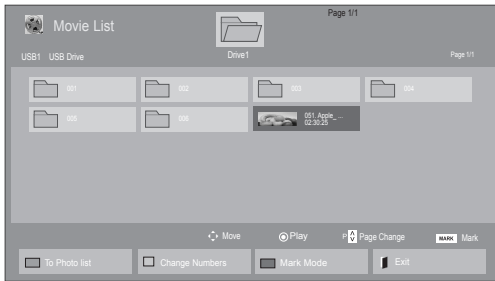 Page 1/1
Movie List
USB1 USB Drive
Drive1
Page 1/1
001 002 003 004
005 006 051. Apple_ ...
02:30:25
Move Play P Page Change MARK Mark
To Photo list Change Numbers Mark Mode Exit